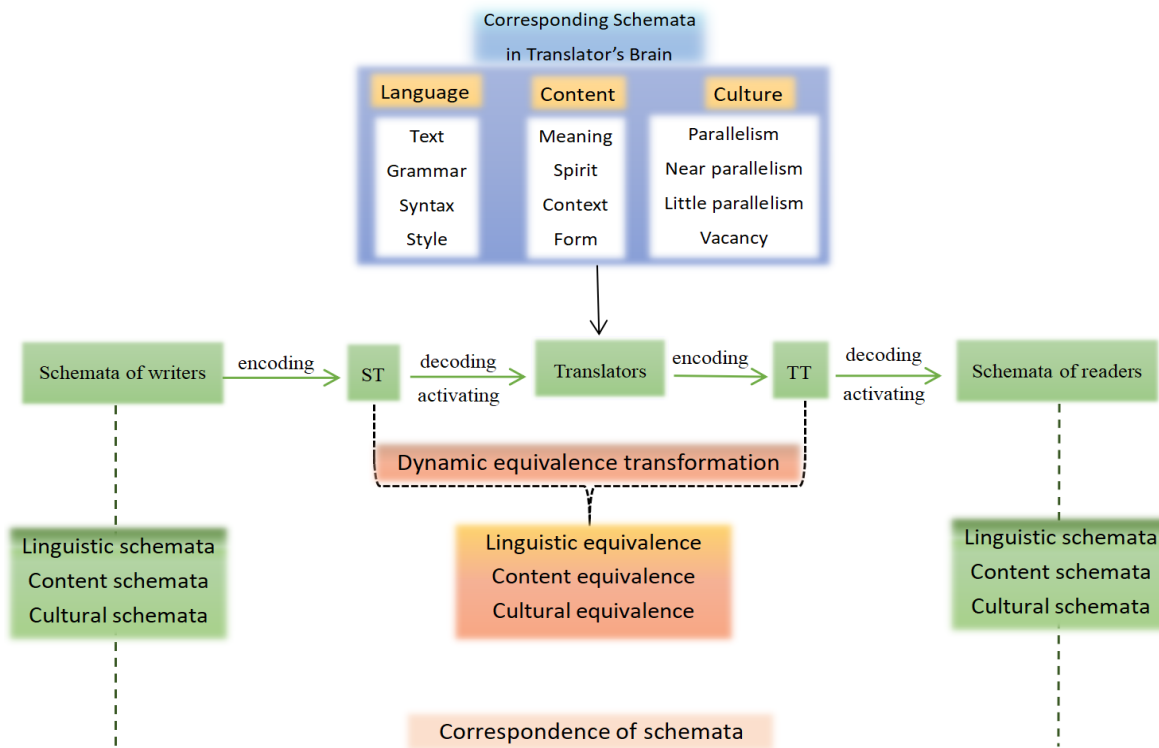 Corresponding Schemata
in Translator’s Brain
Language
Content
Culture
Text
Grammar
Syntax
Style
Meaning
Spirit
Context
Form
Parallelism
Near parallelism
Little parallelism
Vacancy
Schemata of writers
encoding
ST
decoding
activating
Translators
encoding
TT
decoding
activating
Schemata of readers
Dynamic equivalence transformation
Linguistic schemata
Content schemata
Cultural schemata
Linguistic equivalence
Content equivalence
Cultural equivalence
Linguistic schemata
Content schemata
Cultural schemata
Correspondence of schemata